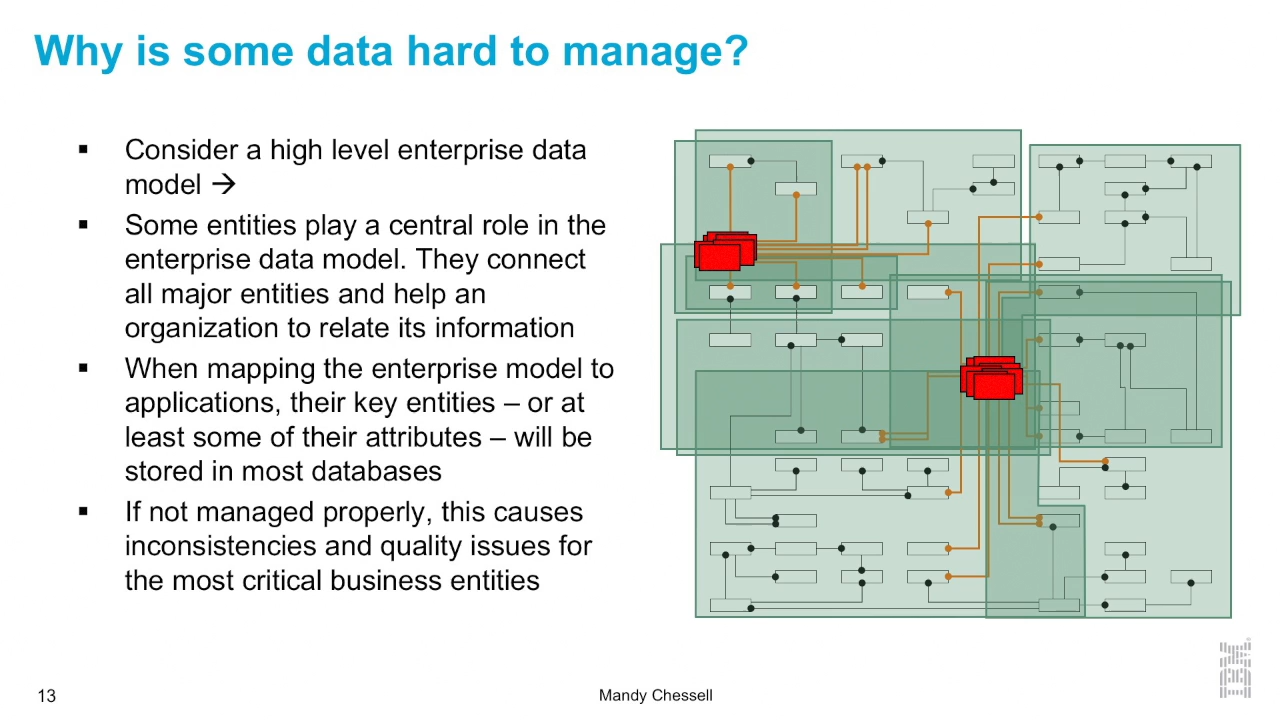 Why is some data hard to manage?
▪ Consider a high level enterprise data
model →
▪ Some entities play a central role in the
enterprise data model. They connect
all major entities and help an
organization to relate its information
▪ When mapping the enterprise model to
applications, their key entities – or at
least some of their attributes – will be
stored in most databases
▪ If not managed properly, this causes
inconsistencies and quality issues for
the most critical business entities
13
Mandy Chessell
IBM®